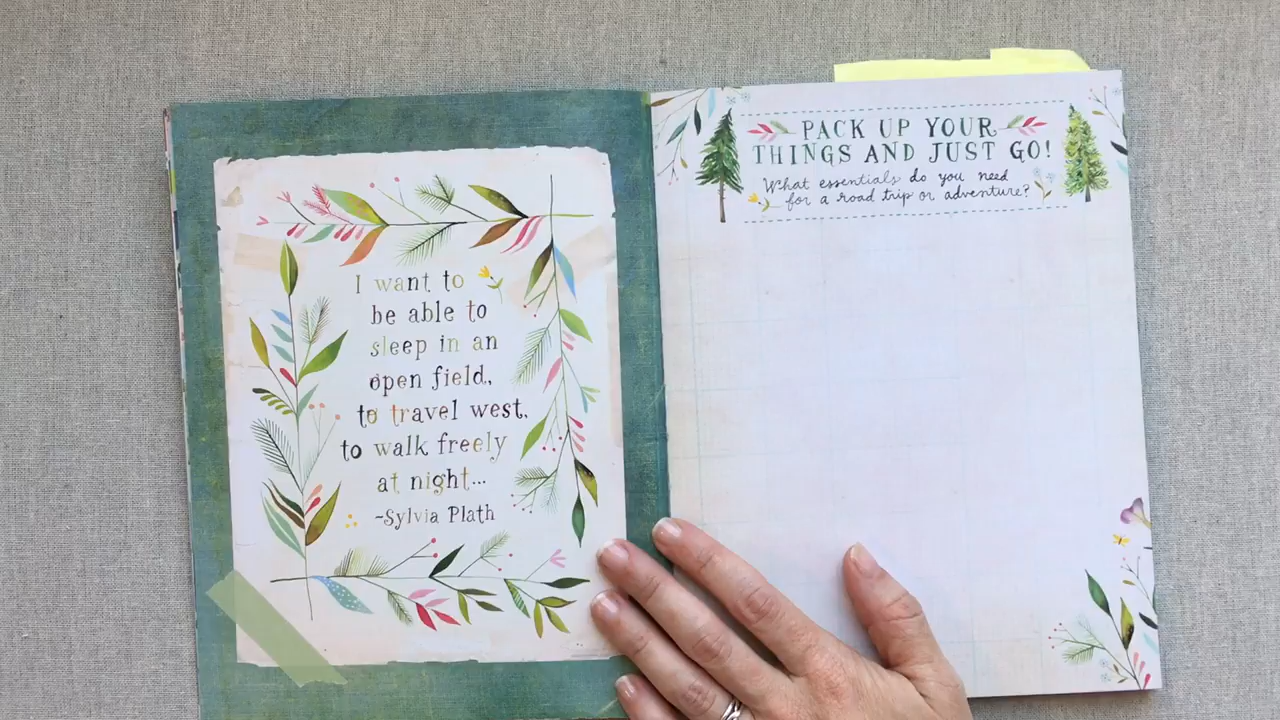 I want to
be able to
sleep in an
open field,
to travel west,
to walk freely
at night...
~Sylvia Plath
PACK UP YOUR
THINGS AND JUST GO!
What essentials do you need
for a road trip or adventure?